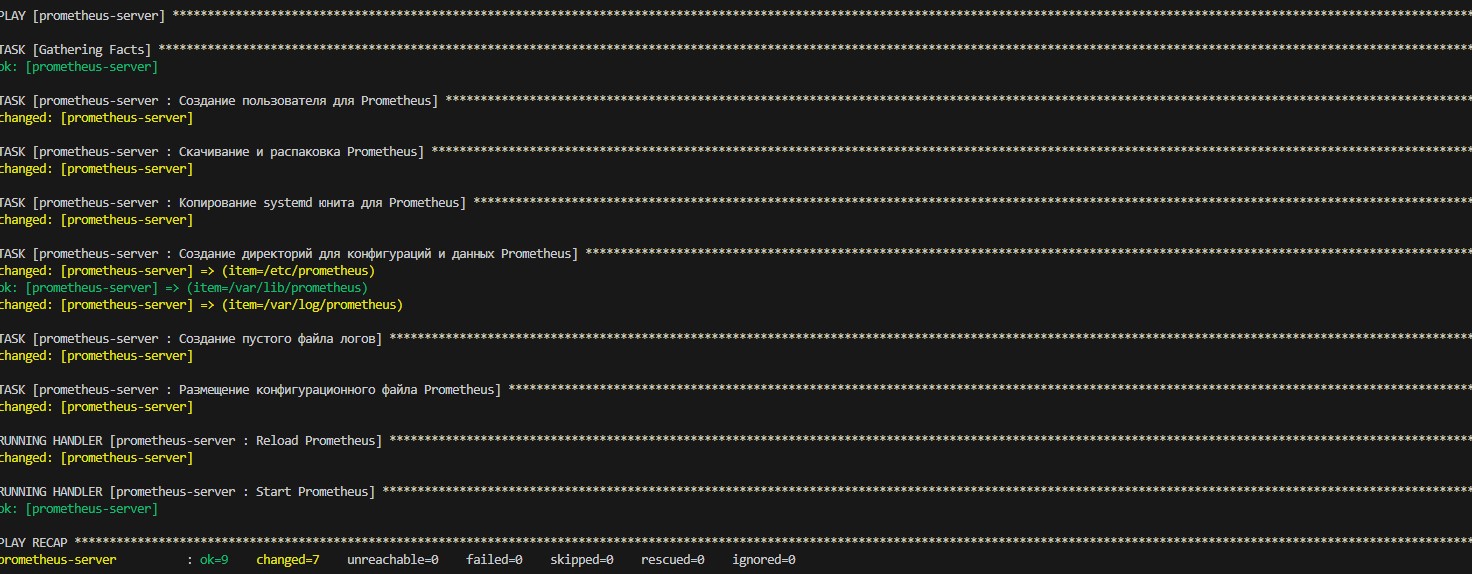 PLAY [prometheus-server] ****************************************************************************************************************************************************************************************
TASK [Gathering Facts] ******************************************************************************************************************************************************************************************
ok: [prometheus-server]
TASK [prometheus-server : Создание пользователя для Prometheus] *************************************************************************************************************************************************
changed: [prometheus-server]
TASK [prometheus-server : Скачивание и распаковка Prometheus] ***************************************************************************************************************************************************
changed: [prometheus-server]
TASK [prometheus-server : Копирование systemd юнита для Prometheus] *********************************************************************************************************************************************
changed: [prometheus-server]
TASK [prometheus-server : Создание директорий для конфигураций и данных Prometheus] *****************************************************************************************************************************
changed: [prometheus-server] => (item=/etc/prometheus)
ok: [prometheus-server] => (item=/var/lib/prometheus)
changed: [prometheus-server] => (item=/var/log/prometheus)
TASK [prometheus-server : Создание пустого файла логов] *********************************************************************************************************************************************************
changed: [prometheus-server]
TASK [prometheus-server : Размещение конфигурационного файла Prometheus] ****************************************************************************************************************************************
changed: [prometheus-server]
RUNNING HANDLER [prometheus-server : Reload Prometheus] *********************************************************************************************************************************************************
changed: [prometheus-server]
RUNNING HANDLER [prometheus-server : Start Prometheus] **********************************************************************************************************************************************************
ok: [prometheus-server]
PLAY RECAP ******************************************************************************************************************************************************************************************************
prometheus-server : ok=9 changed=7 unreachable=0 failed=0 skipped=0 rescued=0 ignored=0